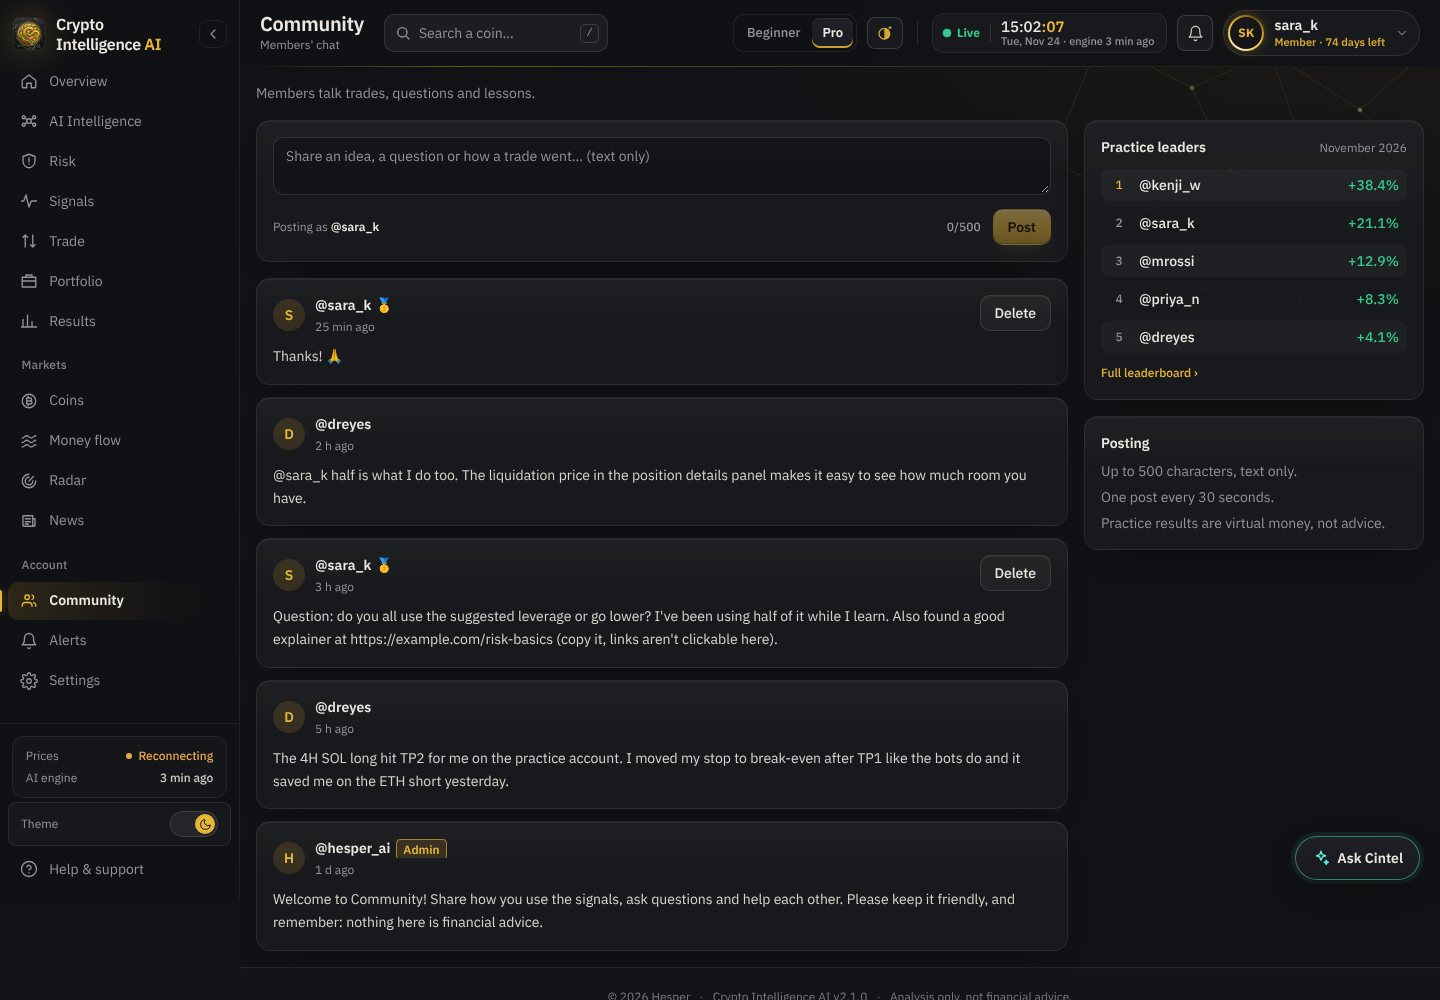 Crypto
Intelligence AI
Overview
AI Intelligence
Risk
Signals
Trade
Portfolio
Results
Markets
Coins
Money flow
Radar
News
Account
Community
Alerts
Settings
Prices Reconnecting
AI engine 3 min ago
Theme
Help & support
Community
Members' chat
Search a coin... /
Beginner Pro
Live
15:02:07
Tue, Nov 24 · engine 3 min ago
SK
sara_k
Member · 74 days left
Members talk trades, questions and lessons.
Share an idea, a question or how a trade went... (text only)
Posting as @sara_k
0/500 Post
S
@sara_k 🏅
25 min ago
Delete
Thanks! 🙏
D
@dreyes
2 h ago
@sara_k half is what I do too. The liquidation price in the position details panel makes it easy to see how much room you
have.
S
@sara_k 🏅
3 h ago
Delete
Question: do you all use the suggested leverage or go lower? I've been using half of it while I learn. Also found a good
explainer at https://example.com/risk-basics (copy it, links aren't clickable here).
D
@dreyes
5 h ago
The 4H SOL long hit TP2 for me on the practice account. I moved my stop to break-even after TP1 like the bots do and it
saved me on the ETH short yesterday.
H
@hesper_ai Admin
1 d ago
Welcome to Community! Share how you use the signals, ask questions and help each other. Please keep it friendly, and
remember: nothing here is financial advice.
Practice leaders November 2026
1 @kenji_w +38.4%
2 @sara_k +21.1%
3 @mrossi +12.9%
4 @priya_n +8.3%
5 @dreyes +4.1%
Full leaderboard ›
Posting
Up to 500 characters, text only.
One post every 30 seconds.
Practice results are virtual money, not advice.
Ask Cintel
© 2026 Hesper · Crypto Intelligence AI v2.1.0 · Analysis only, not financial advice.